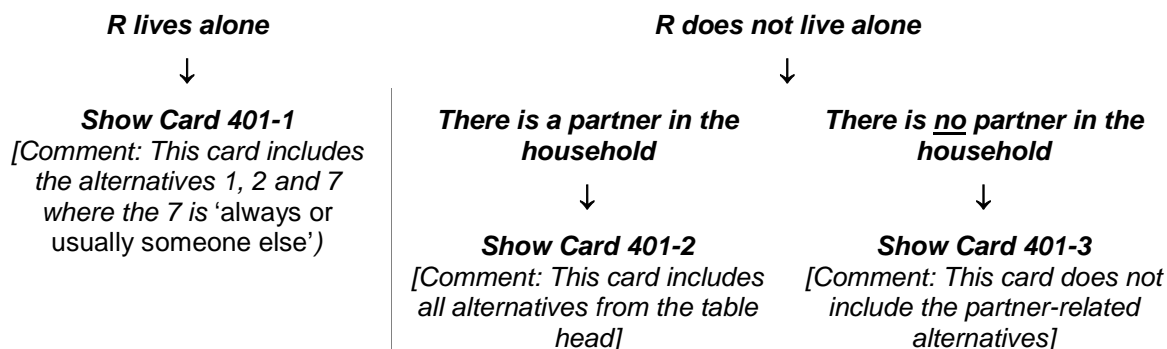 R lives alone
↓
Show Card 401-1
[Comment: This card includes
the alternatives 1, 2 and 7
where the 7 is ‘always or
usually someone else’)
R does not live alone
↓
There is a partner in the
household
↓
Show Card 401-2
[Comment: This card includes
all alternatives from the table
head]
There is no partner in the
household
↓
Show Card 401-3
[Comment: This card does not
include the partner-related
alternatives]